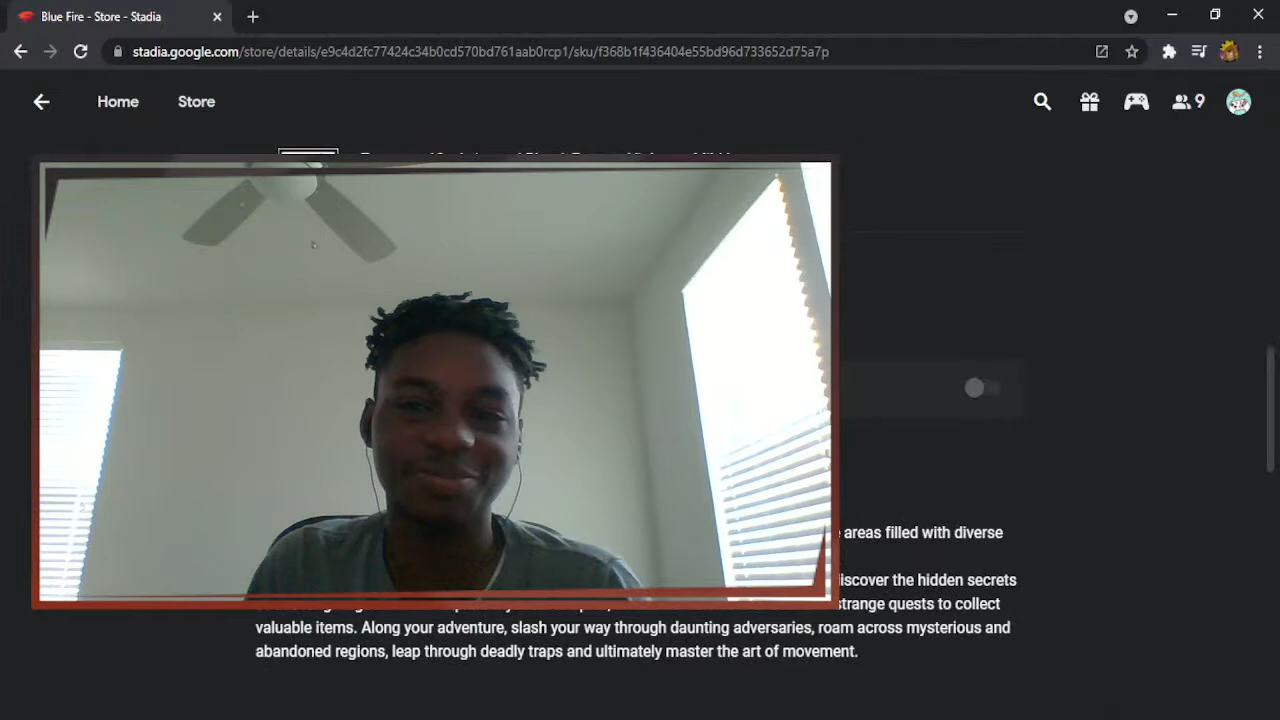 Blue Fire - Store - Stadia
stadia.google.com/store/details/e9c4d2fc77424c34b0cd570bd761aab0rcp1/sku/f368b1f436404e55bd96d733652d75a7p
Home Store 9
areas filled with diverse
discover the hidden secrets
strange quests to collect
valuable items. Along your adventure, slash your way through daunting adversaries, roam across mysterious and
abandoned regions, leap through deadly traps and ultimately master the art of movement.